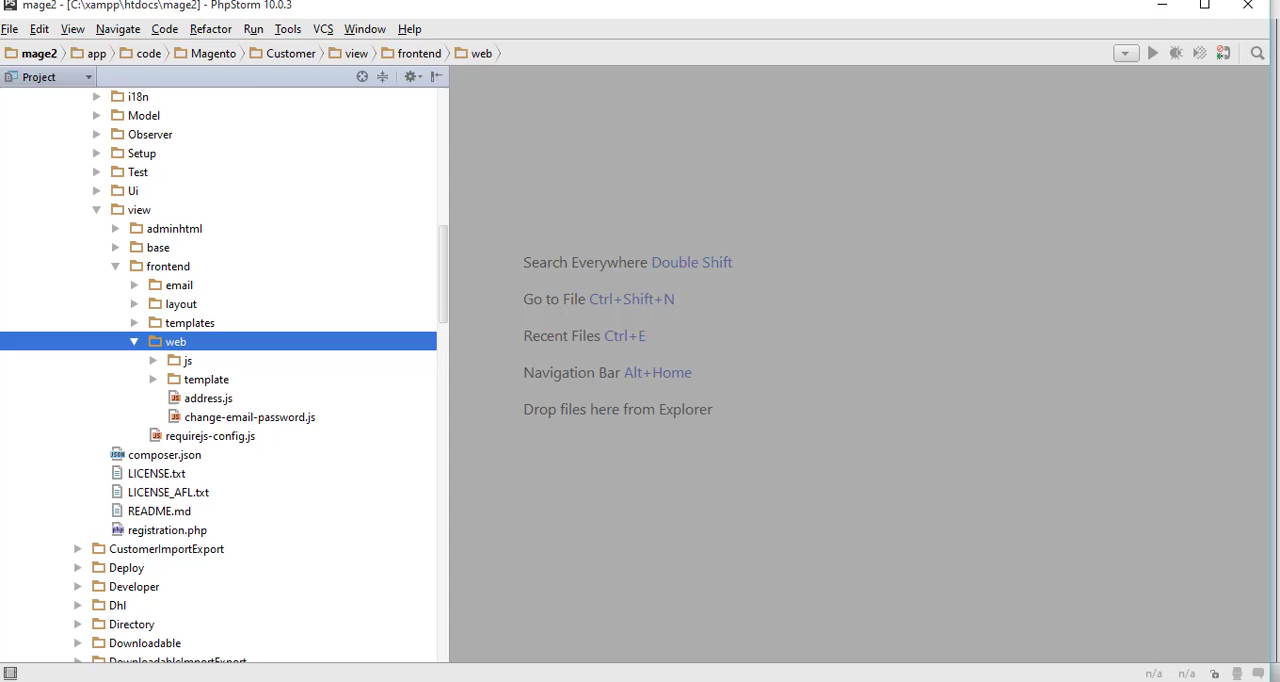 mage2 - [C:\xampp\htdocs\mage2] - PhpStorm 10.0.3
File Edit View Navigate Code Refactor Run Tools VCS Window Help
mage2 app code Magento Customer view frontend web
Project
i18n
Model
Observer
Setup
Test
Ui
view
adminhtml
base
frontend
email
layout
templates
web
js
template
address.js
change-email-password.js
requirejs-config.js
composer.json
LICENSE.txt
LICENSE_AFL.txt
README.md
registration.php
CustomerImportExport
Deploy
Developer
Dhl
Directory
Downloadable
DownloadableImportExport
Search Everywhere Double Shift
Go to File Ctrl+Shift+N
Recent Files Ctrl+E
Navigation Bar Alt+Home
Drop files here from Explorer
n/a n/a